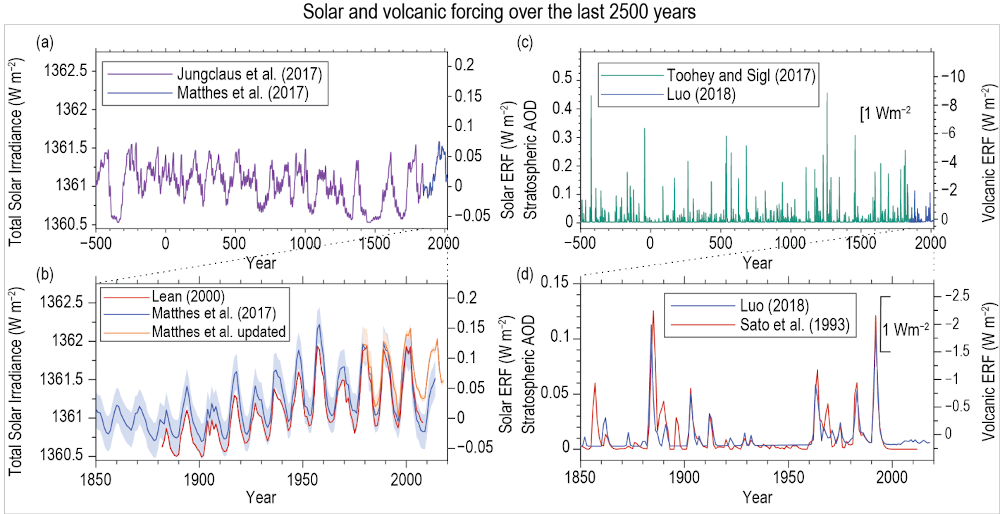 Solar and volcanic forcing over the last 2500 years
(a)
Total Solar Irradiance (W m⁻²)
1362.5
1362
1361.5
1361
1360.5
Jungclaus et al. (2017)
Matthes et al. (2017)
0.2
0.1
0.05
0
−0.05
Solar ERF (W m⁻²)
−500
0
500
1000
1500
2000
Year
(c)
Stratospheric AOD
0.5
0.4
0.3
0.2
0.1
0
Toohey and Sigl (2017)
Luo (2018)
[1 Wm⁻²
−10
−8
−6
−4
−2
0
Volcanic ERF (W m⁻²)
−500
0
500
1000
1500
2000
Year
(b)
Total Solar Irradiance (W m⁻²)
1362.5
1362
1361.5
1361
1360.5
Lean (2000)
Matthes et al. (2017)
Matthes et al. updated
0.2
0.15
0.1
0.05
0
−0.05
Solar ERF (W m⁻²)
1850
1900
1950
2000
Year
(d)
Stratospheric AOD
0.15
0.1
0.05
0
Luo (2018)
Sato et al. (1993)
1 Wm⁻²
−2.5
−2
−1.5
−1
−0.5
0
Volcanic ERF (W m⁻²)
1850
1900
1950
2000
Year